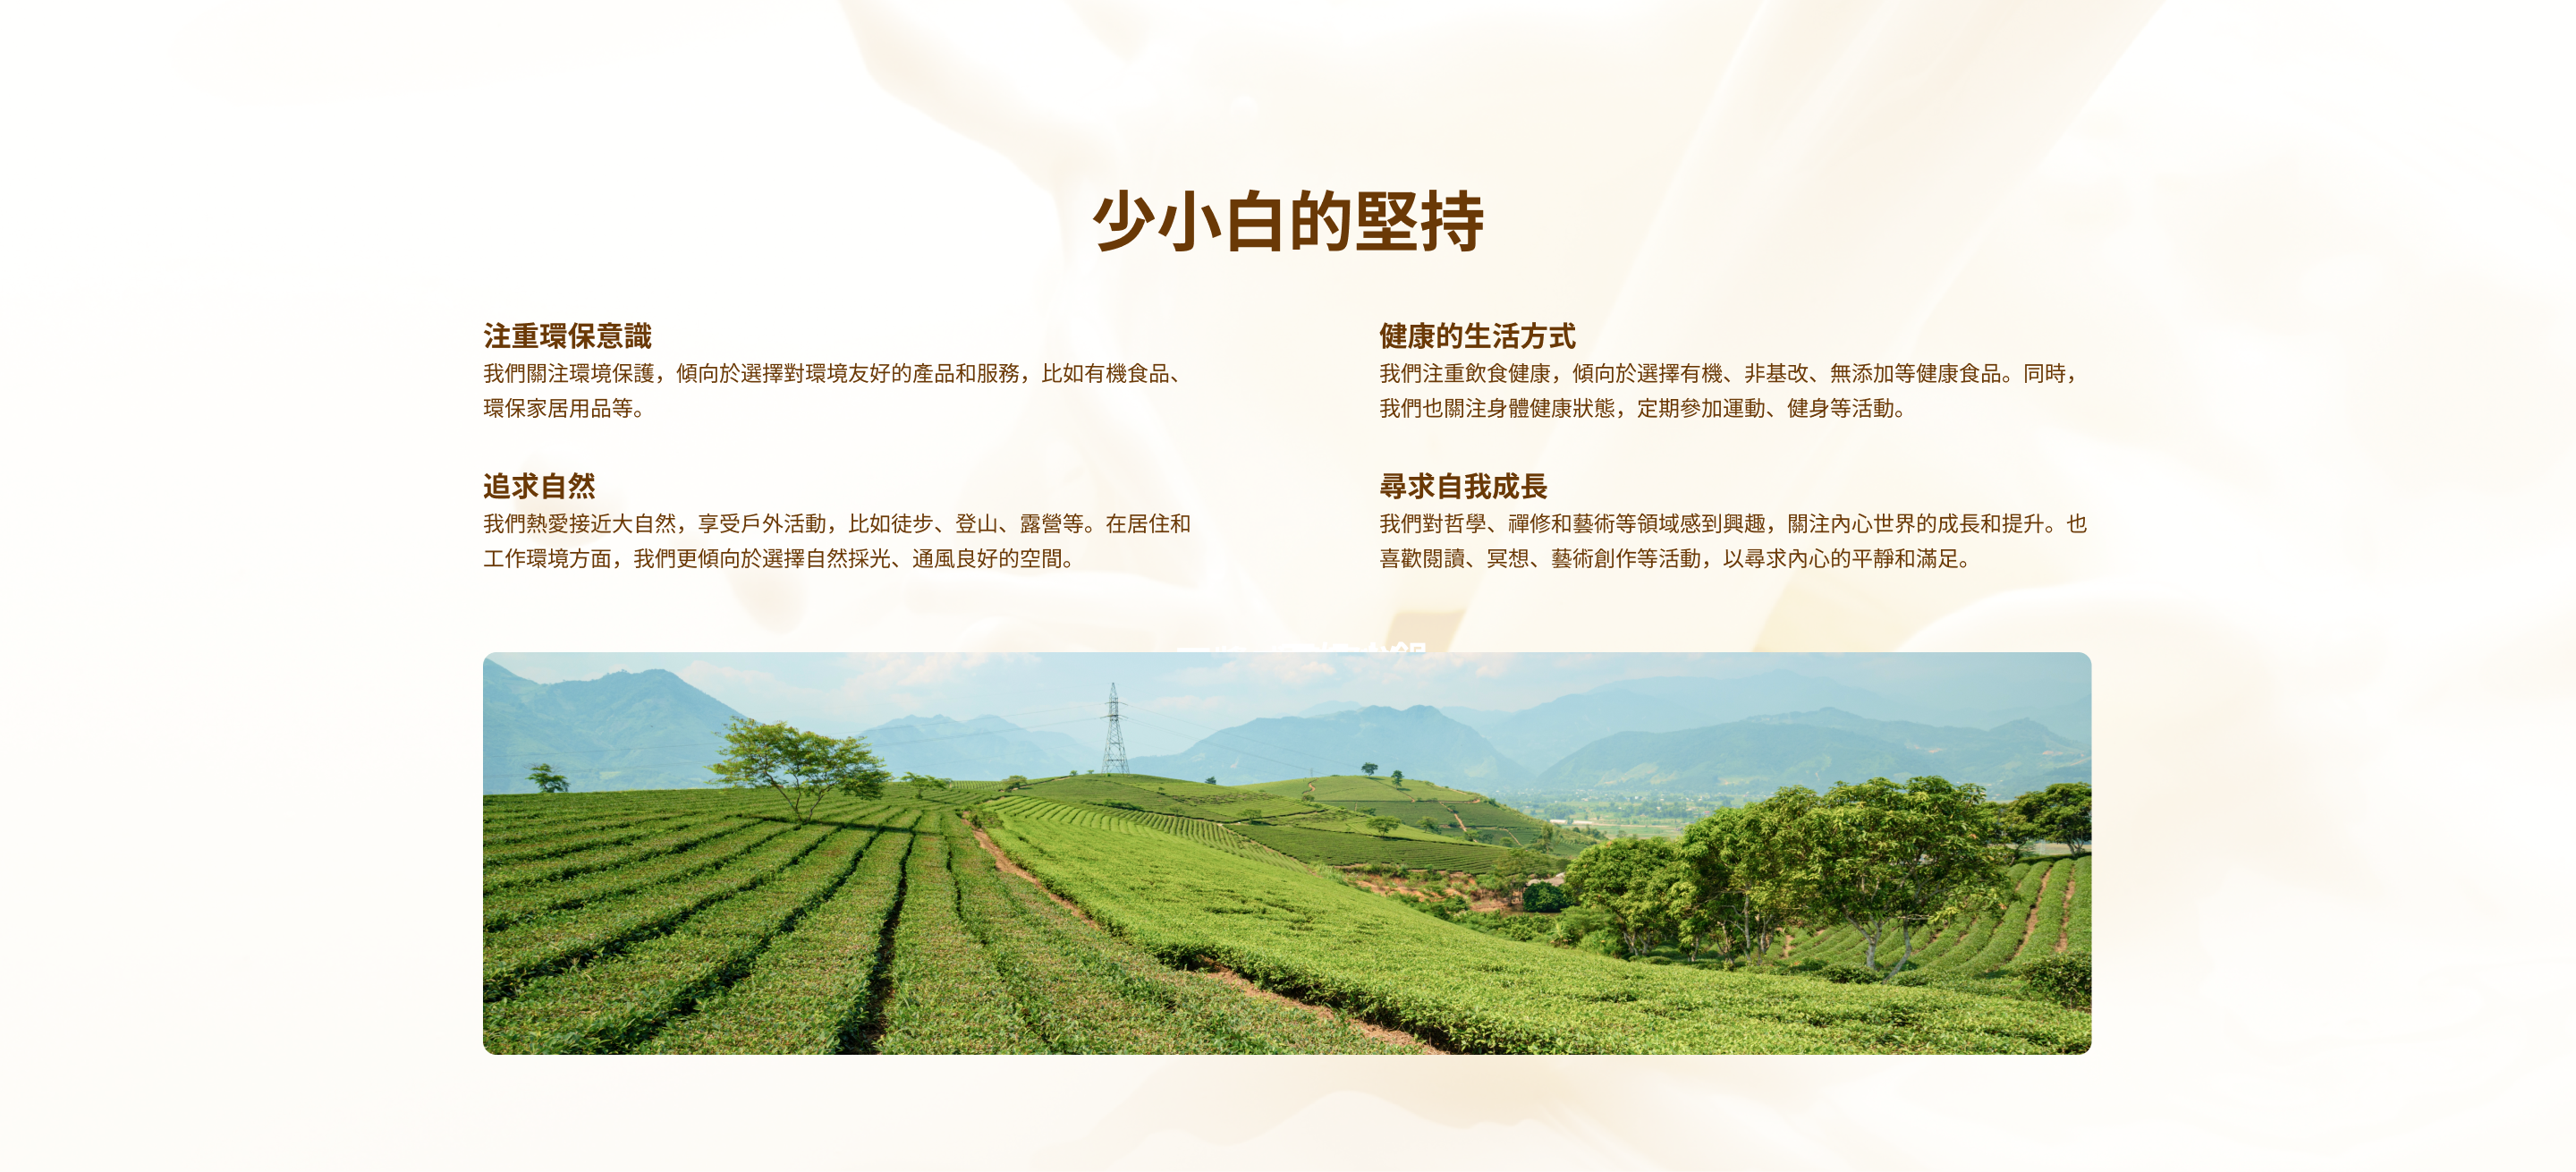 少小白的堅持
注重環保意識
我們關注環境保護，傾向於選擇對環境友好的產品和服務，比如有機食品、
環保家居用品等。
健康的生活方式
我們注重飲食健康，傾向於選擇有機、非基改、無添加等健康食品。同時，
我們也關注身體健康狀態，定期參加運動、健身等活動。
追求自然
我們熱愛接近大自然，享受戶外活動，比如徒步、登山、露營等。在居住和
工作環境方面，我們更傾向於選擇自然採光、通風良好的空間。
尋求自我成長
我們對哲學、禪修和藝術等領域感到興趣，關注內心世界的成長和提升。也
喜歡閱讀、冥想、藝術創作等活動，以尋求內心的平靜和滿足。